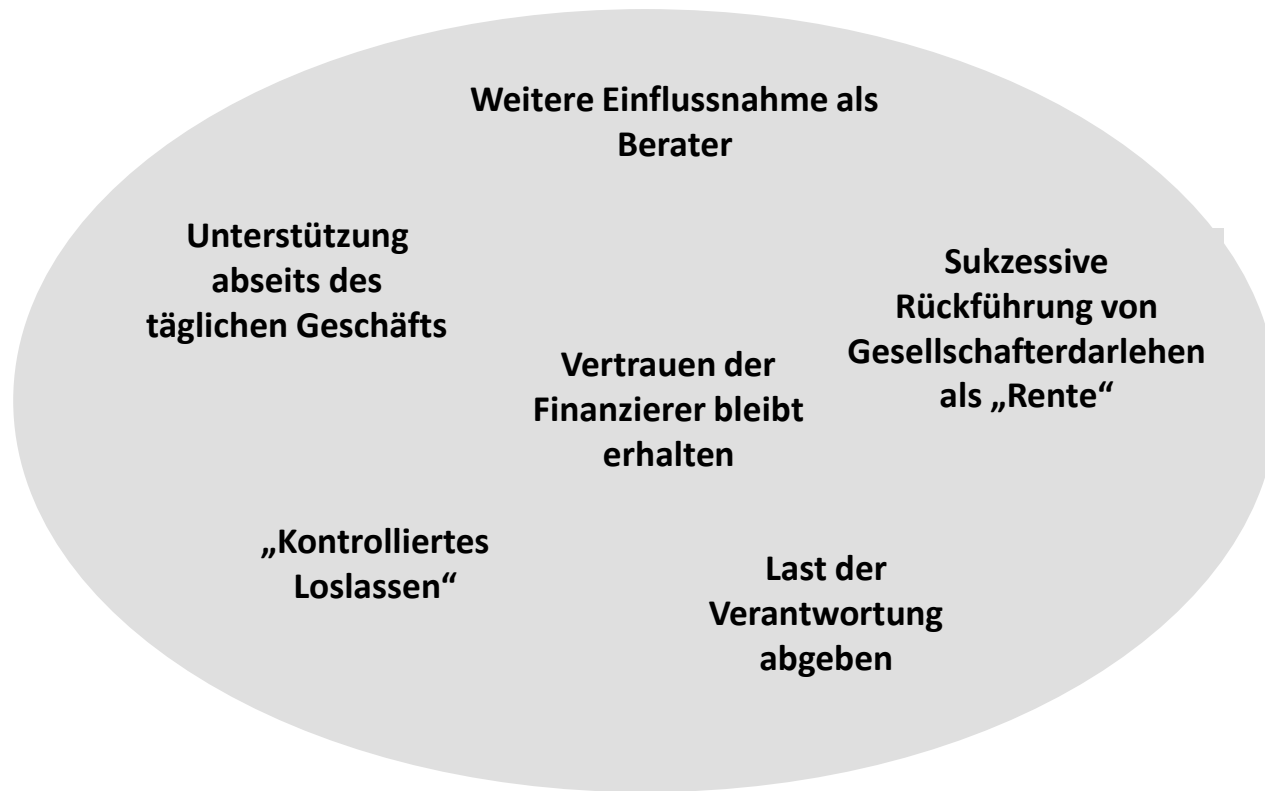 Weitere Einflussnahme als
Berater
Unterstützung
abseits des
täglichen Geschäfts
Sukzessive
Rückführung von
Gesellschafterdarlehen
als „Rente“
Vertrauen der
Finanzierer bleibt
erhalten
„Kontrolliertes
Loslassen“
Last der
Verantwortung
abgeben